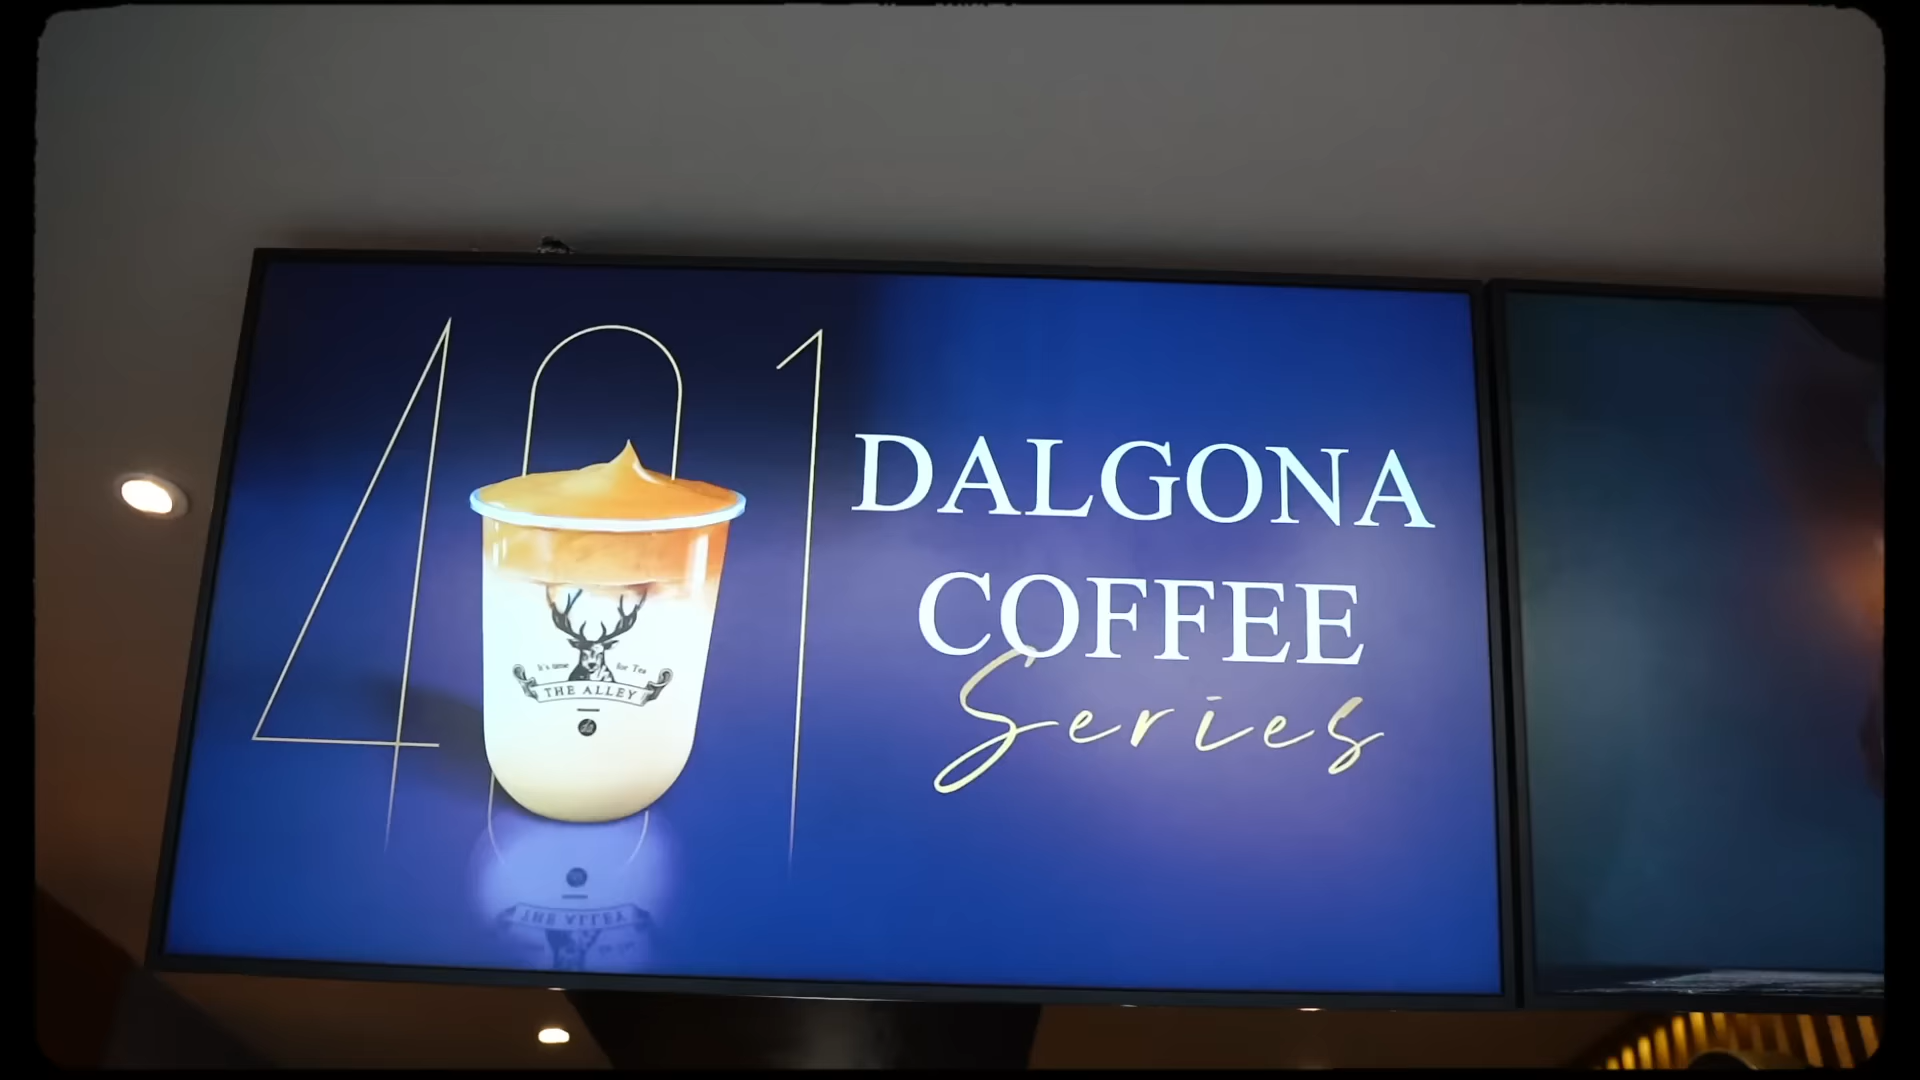 401
DALGONA
COFFEE
Series
It's time for Tea
THE ALLEY